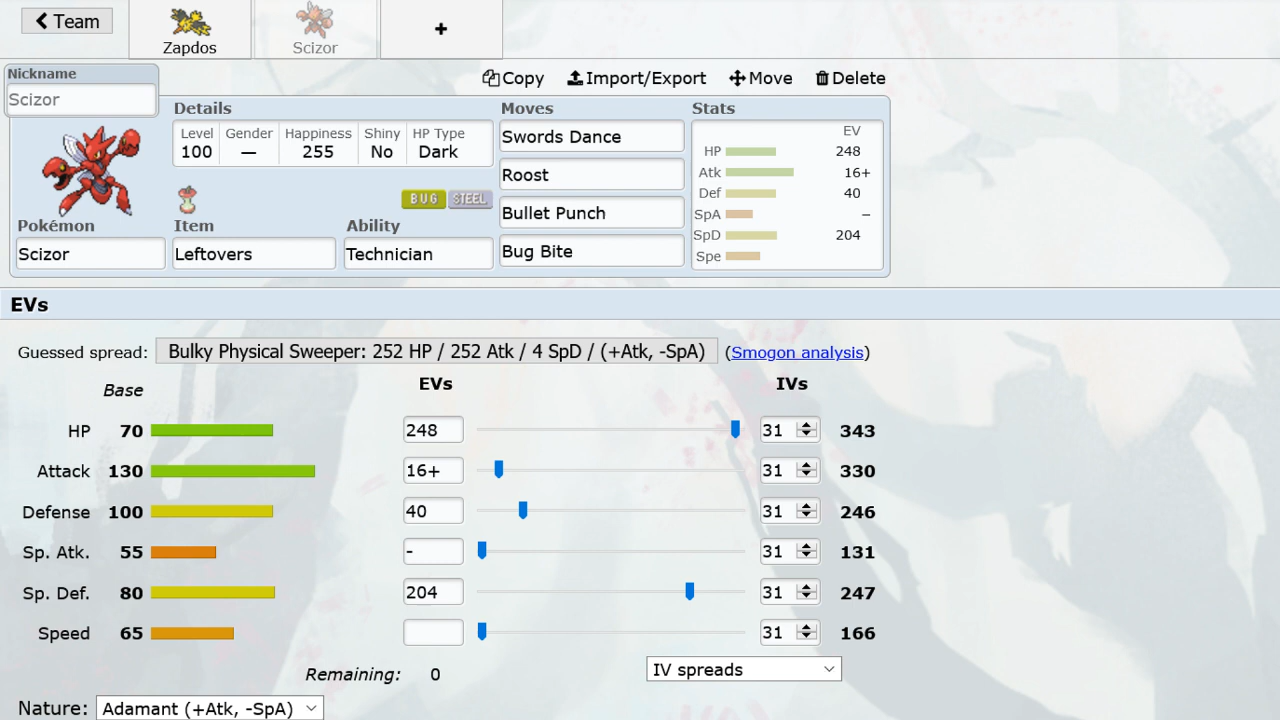 Team
Zapdos
Scizor
+
Nickname
Scizor
Copy
Import/Export
Move
Delete
Details
Level
100
Gender
—
Happiness
255
Shiny
No
HP Type
Dark
BUG
STEEL
Pokémon
Scizor
Item
Leftovers
Ability
Technician
Moves
Swords Dance
Roost
Bullet Punch
Bug Bite
Stats
EV
HP 248
Atk 16+
Def 40
SpA –
SpD 204
Spe
EVs
Guessed spread: Bulky Physical Sweeper: 252 HP / 252 Atk / 4 SpD / (+Atk, -SpA) (Smogon analysis)
Base EVs IVs
HP 70 248 31 343
Attack 130 16+ 31 330
Defense 100 40 31 246
Sp. Atk. 55 - 31 131
Sp. Def. 80 204 31 247
Speed 65 31 166
Remaining: 0 IV spreads
Nature: Adamant (+Atk, -SpA)